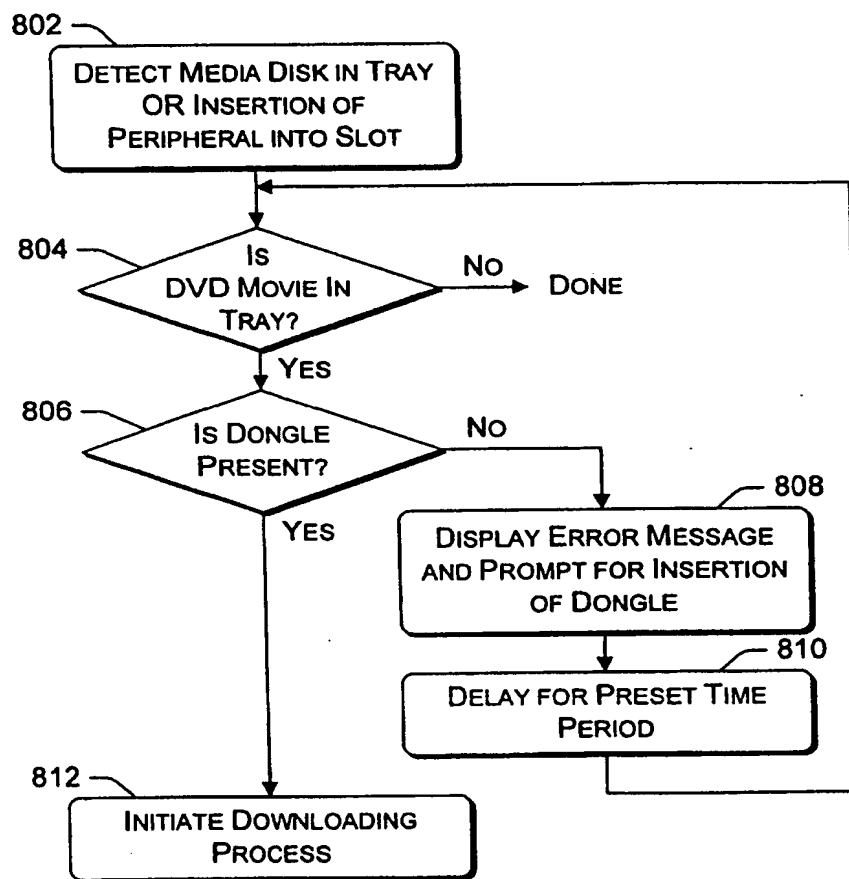 802
DETECT MEDIA DISK IN TRAY
OR INSERTION OF
PERIPHERAL INTO SLOT
804
IS
DVD MOVIE IN
TRAY?
NO
DONE
YES
806
IS DONGLE
PRESENT?
NO
YES
808
DISPLAY ERROR MESSAGE
AND PROMPT FOR INSERTION
OF DONGLE
810
DELAY FOR PRESET TIME
PERIOD
812
INITIATE DOWNLOADING
PROCESS